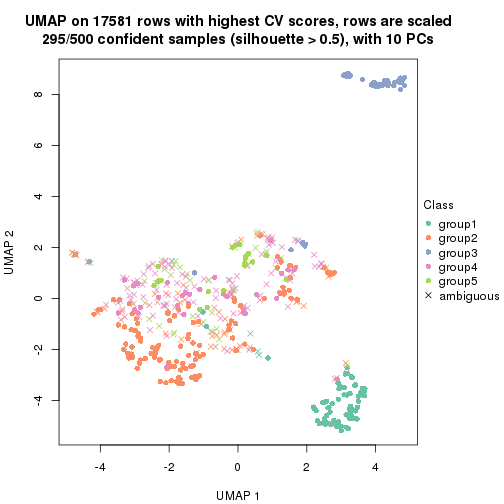 UMAP on 17581 rows with highest CV scores, rows are scaled
295/500 confident samples (silhouette > 0.5), with 10 PCs
8
6
4
2
0
-2
-4
UMAP 2
-4
-2
0
2
4
UMAP 1
Class
group1
group2
group3
group4
group5
ambiguous